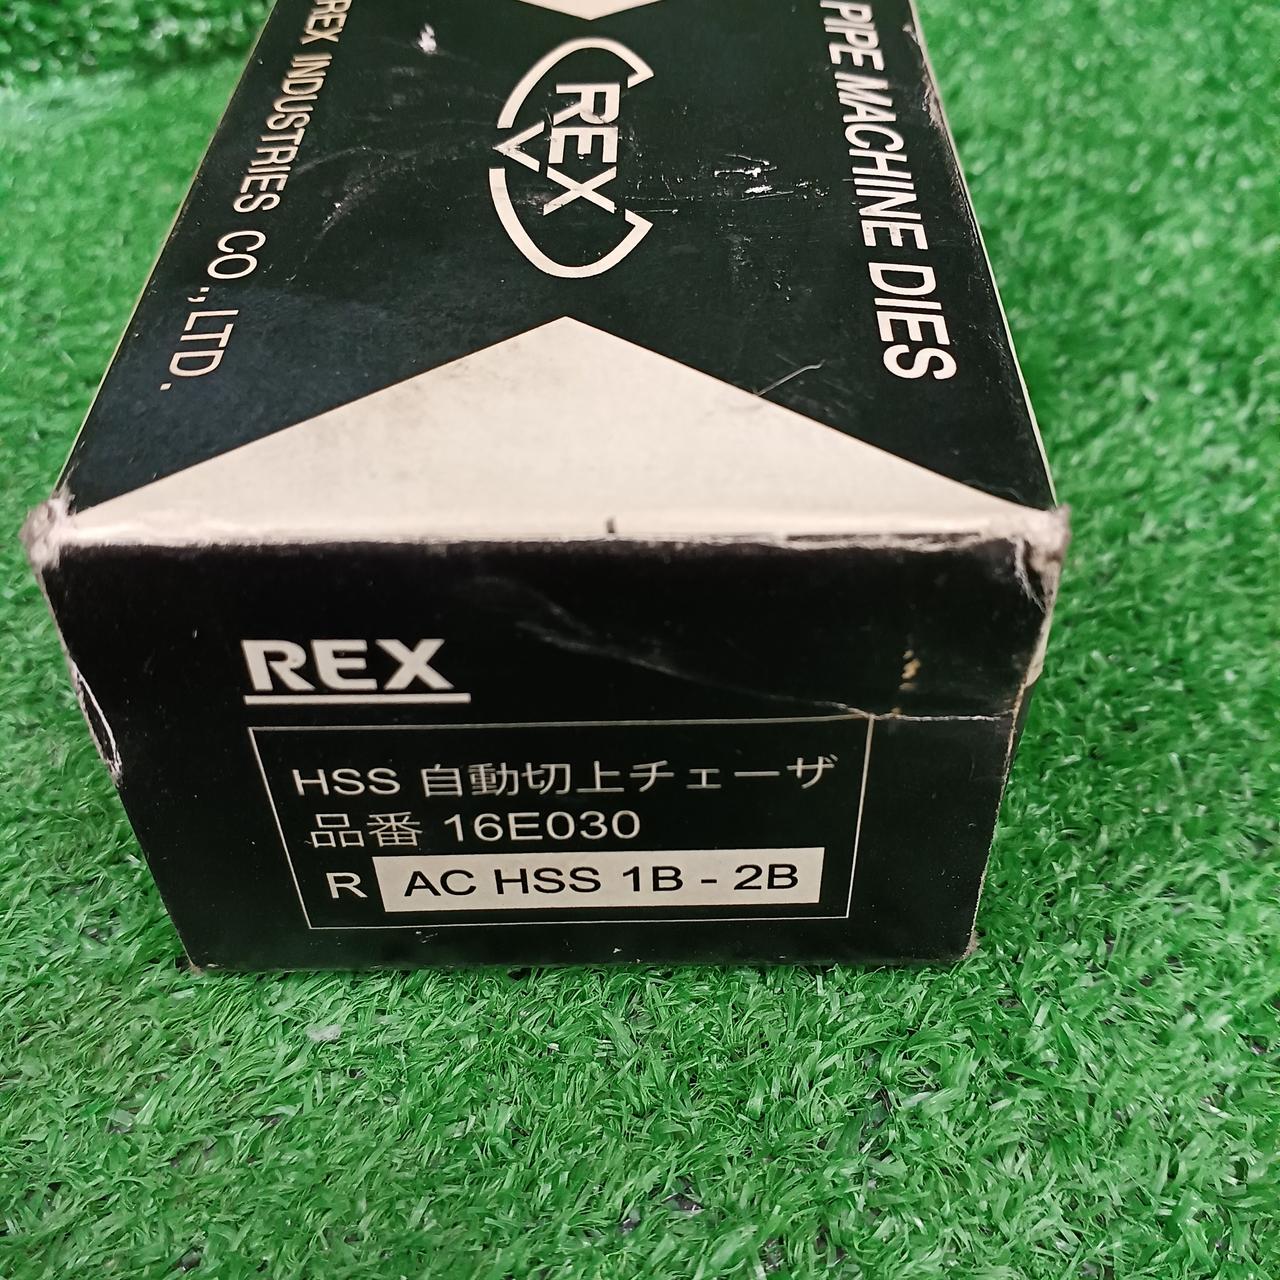 REX INDUSTRIES CO.,LTD.
REX
PIPE MACHINE DIES
REX
HSS 自動切上チェーザ
品番 16E030
R AC HSS 1B - 2B